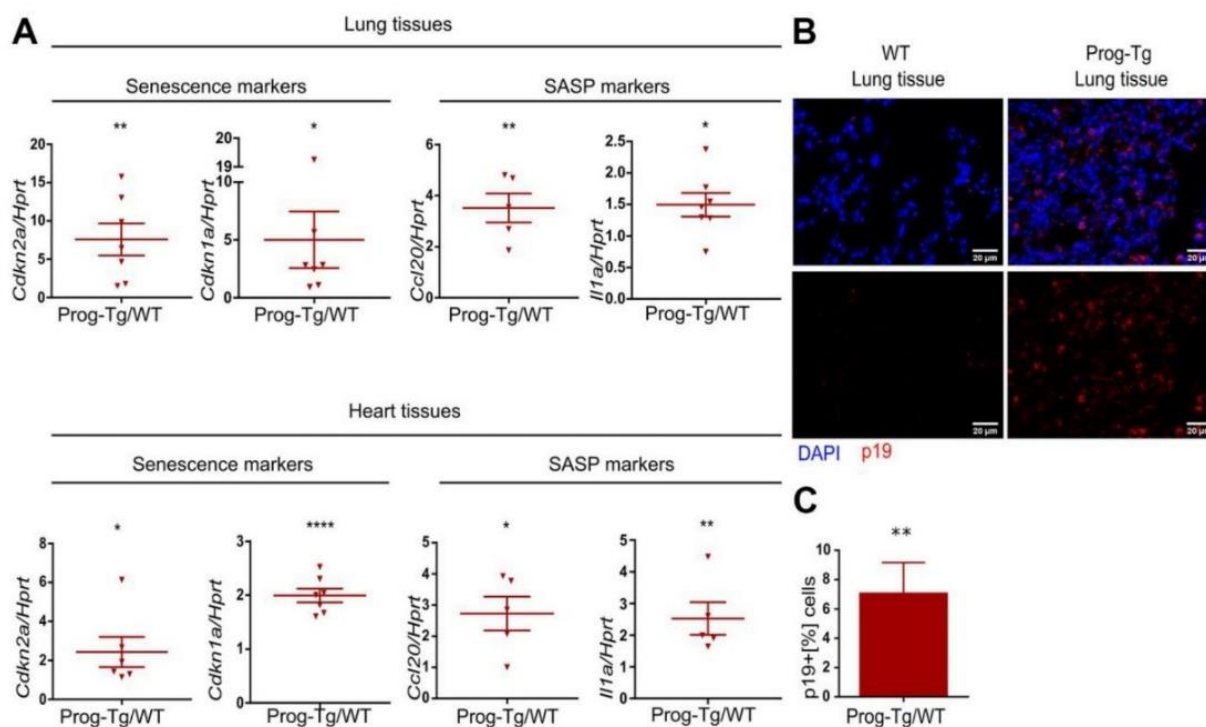 A
Lung tissues
Senescence markers
SASP markers
**
Cdkn2a/Hprt
20
15
10
5
0
Prog-Tg/WT
*
Cdkn1a/Hprt
20
19
10
5
0
Prog-Tg/WT
**
Ccl20/Hprt
6
4
2
0
Prog-Tg/WT
*
Il1a/Hprt
2.5
2.0
1.5
1.0
0.5
0.0
Prog-Tg/WT
Heart tissues
Senescence markers
SASP markers
*
Cdkn2a/Hprt
8
6
4
2
0
Prog-Tg/WT
****
Cdkn1a/Hprt
3
2
1
0
Prog-Tg/WT
*
Ccl20/Hprt
5
4
3
2
1
0
Prog-Tg/WT
**
Il1a/Hprt
5
4
3
2
1
0
Prog-Tg/WT
B
WT
Lung tissue
Prog-Tg
Lung tissue
20 µm
20 µm
20 µm
20 µm
DAPI p19
C
**
p19+[%] cells
10
8
6
4
2
0
Prog-Tg/WT